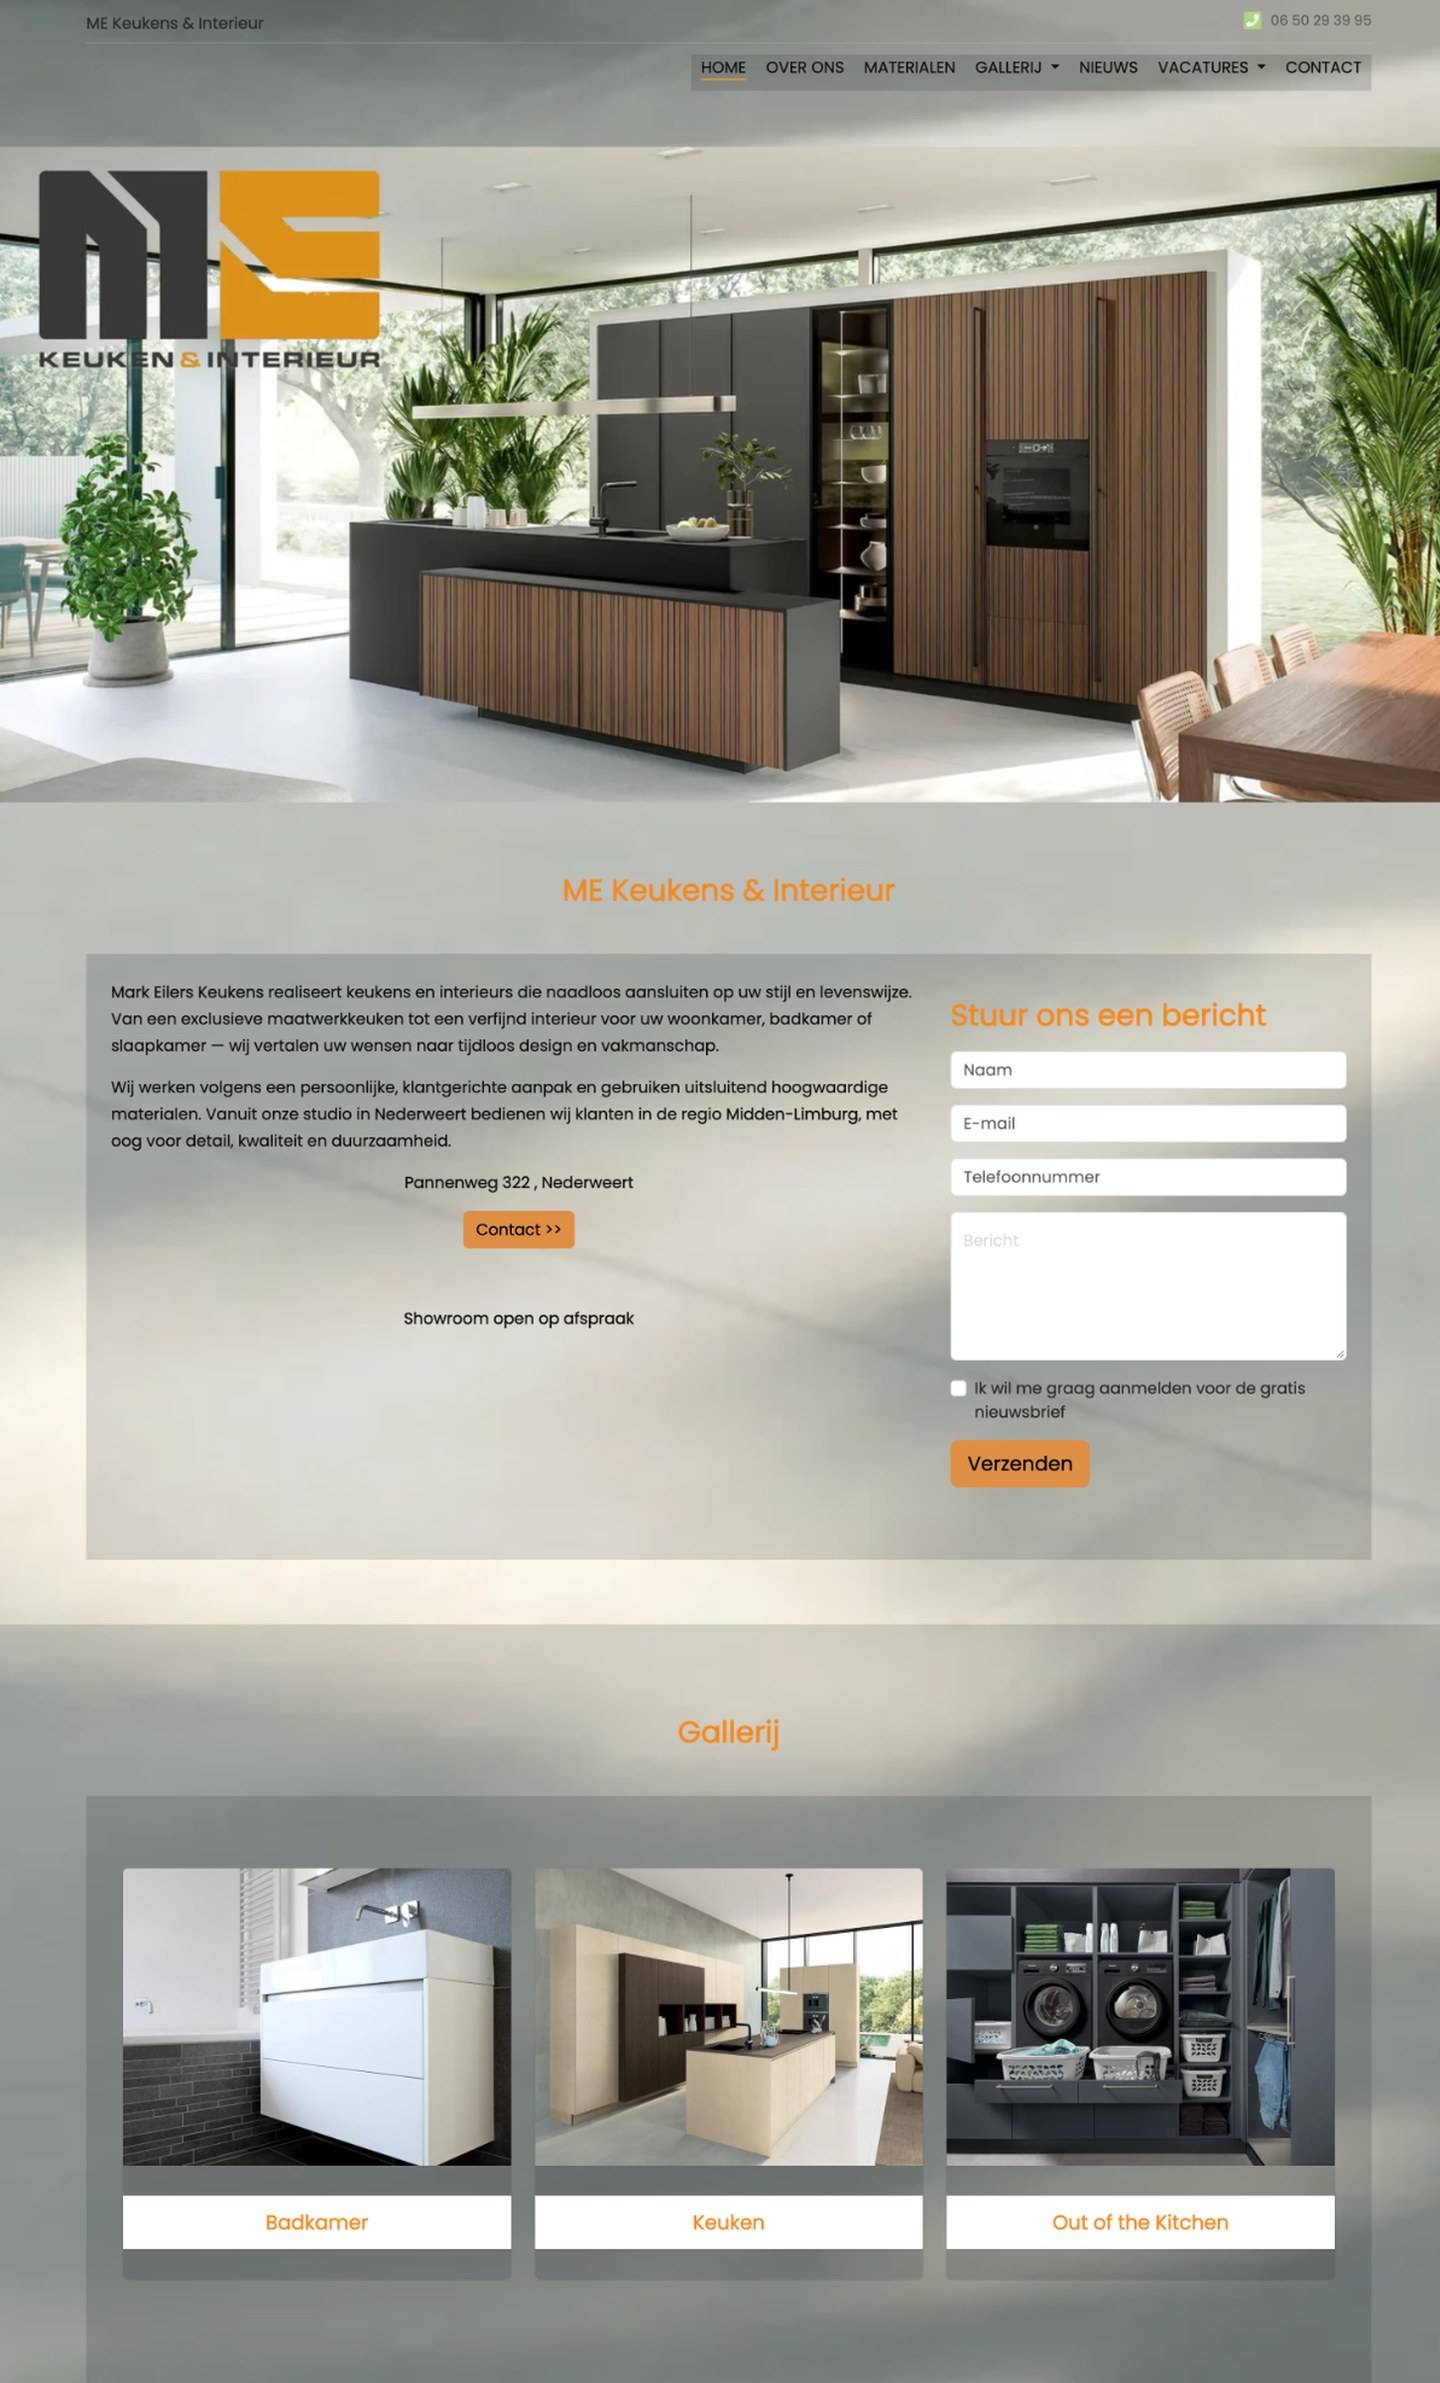 ME Keukens & Interieur
06 50 29 39 95
HOME OVER ONS MATERIALEN GALLERIJ NIEUWS VACATURES CONTACT
ME
KEUKEN & INTERIEUR
ME Keukens & Interieur
Mark Eilers Keukens realiseert keukens en interieurs die naadloos aansluiten op uw stijl en levenswijze.
Van een exclusieve maatwerkkeuken tot een verfijnd interieur voor uw woonkamer, badkamer of
slaapkamer — wij vertalen uw wensen naar tijdloos design en vakmanschap.
Wij werken volgens een persoonlijke, klantgerichte aanpak en gebruiken uitsluitend hoogwaardige
materialen. Vanuit onze studio in Nederweert bedienen wij klanten in de regio Midden-Limburg, met
oog voor detail, kwaliteit en duurzaamheid.
Pannenweg 322 , Nederweert
Contact >>
Showroom open op afspraak
Stuur ons een bericht
Naam
E-mail
Telefoonnummer
Bericht
Ik wil me graag aanmelden voor de gratis
nieuwsbrief
Verzenden
Gallerij
Badkamer
Keuken
Out of the Kitchen